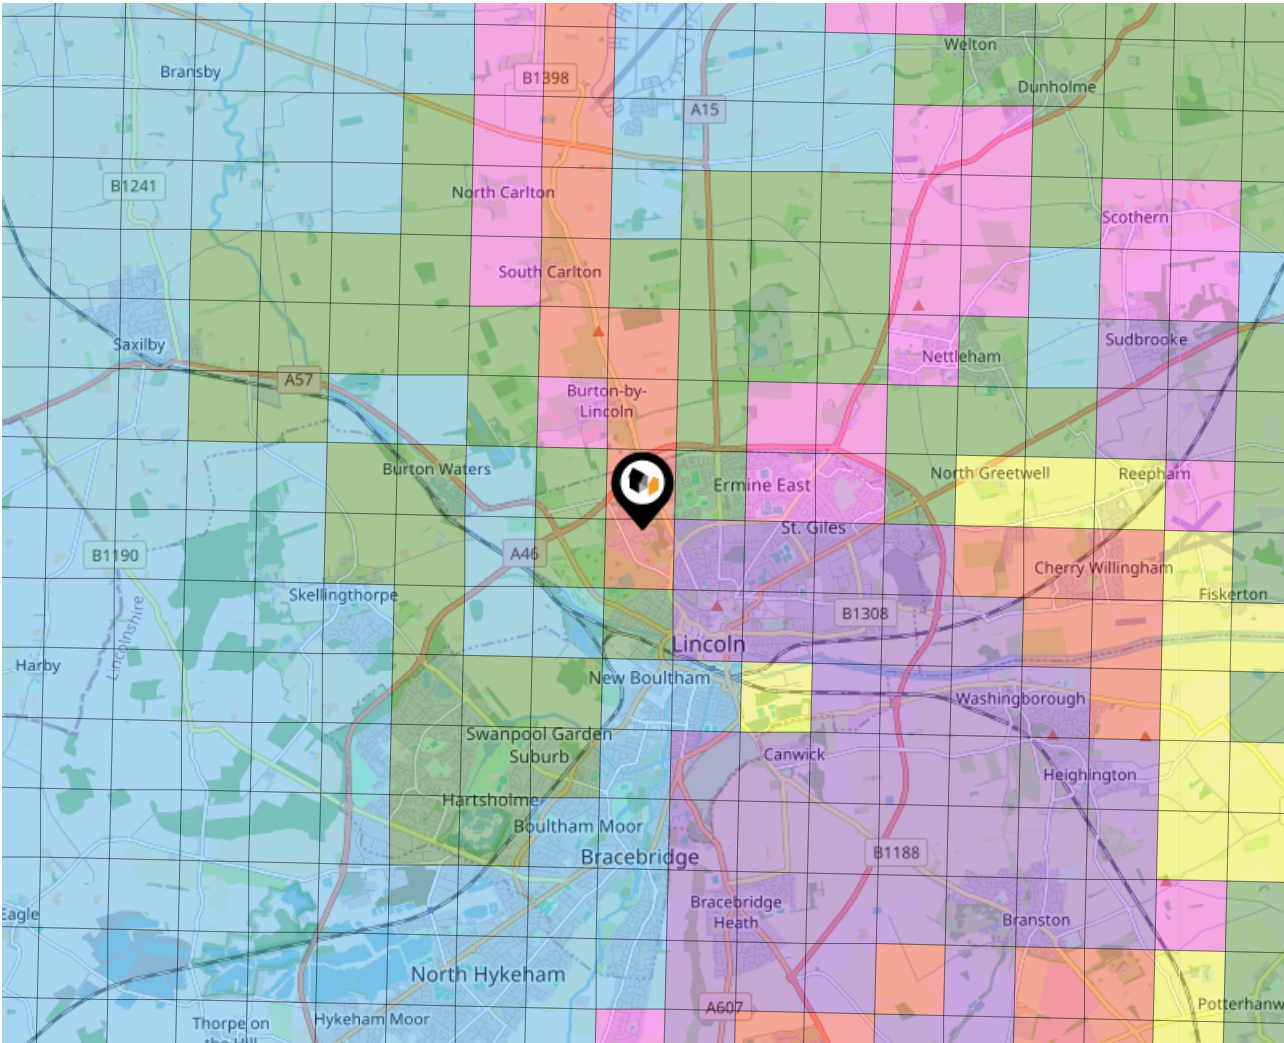 Welton
Bransby
B1398
Dunholme
A15
B1241
North Carlton
Scothern
South Carlton
Saxilby
Sudbrooke
Nettleham
A57
Burton-by-
Lincoln
Burton Waters
North Greetwell
Reepham
Ermine East
St. Giles
B1190
A46
Cherry Willingham
Skellingthorpe
Fiskerton
B1308
Lincolnshire
Lincoln
Harby
New Boultham
Washingborough
Swanpool Garden
Suburb
Canwick
Heighington
Hartsholme
Boultham Moor
Bracebridge
B1188
Bracebridge
Heath
Eagle
Branston
North Hykeham
A607
Potterhanw
Thorpe on
the Hill
Hykeham Moor